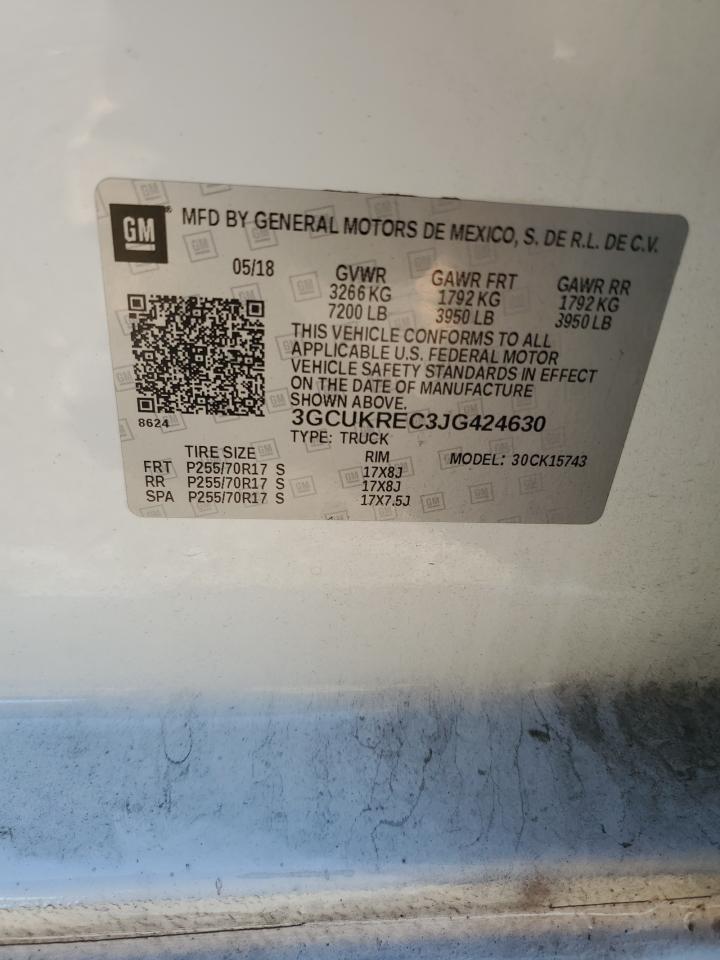 GM® MFD BY GENERAL MOTORS DE MEXICO, S. DE R.L. DE C.V.
05/18 GVWR GAWR FRT GAWR RR
3266 KG 1792 KG 1792 KG
7200 LB 3950 LB 3950 LB
THIS VEHICLE CONFORMS TO ALL
APPLICABLE U.S. FEDERAL MOTOR
VEHICLE SAFETY STANDARDS IN EFFECT
ON THE DATE OF MANUFACTURE
SHOWN ABOVE.
8624 3GCUKREC3JG424630
TYPE: TRUCK
TIRE SIZE RIM MODEL: 30CK15743
FRT P255/70R17 S 17X8J
RR P255/70R17 S 17X8J
SPA P255/70R17 S 17X7.5J